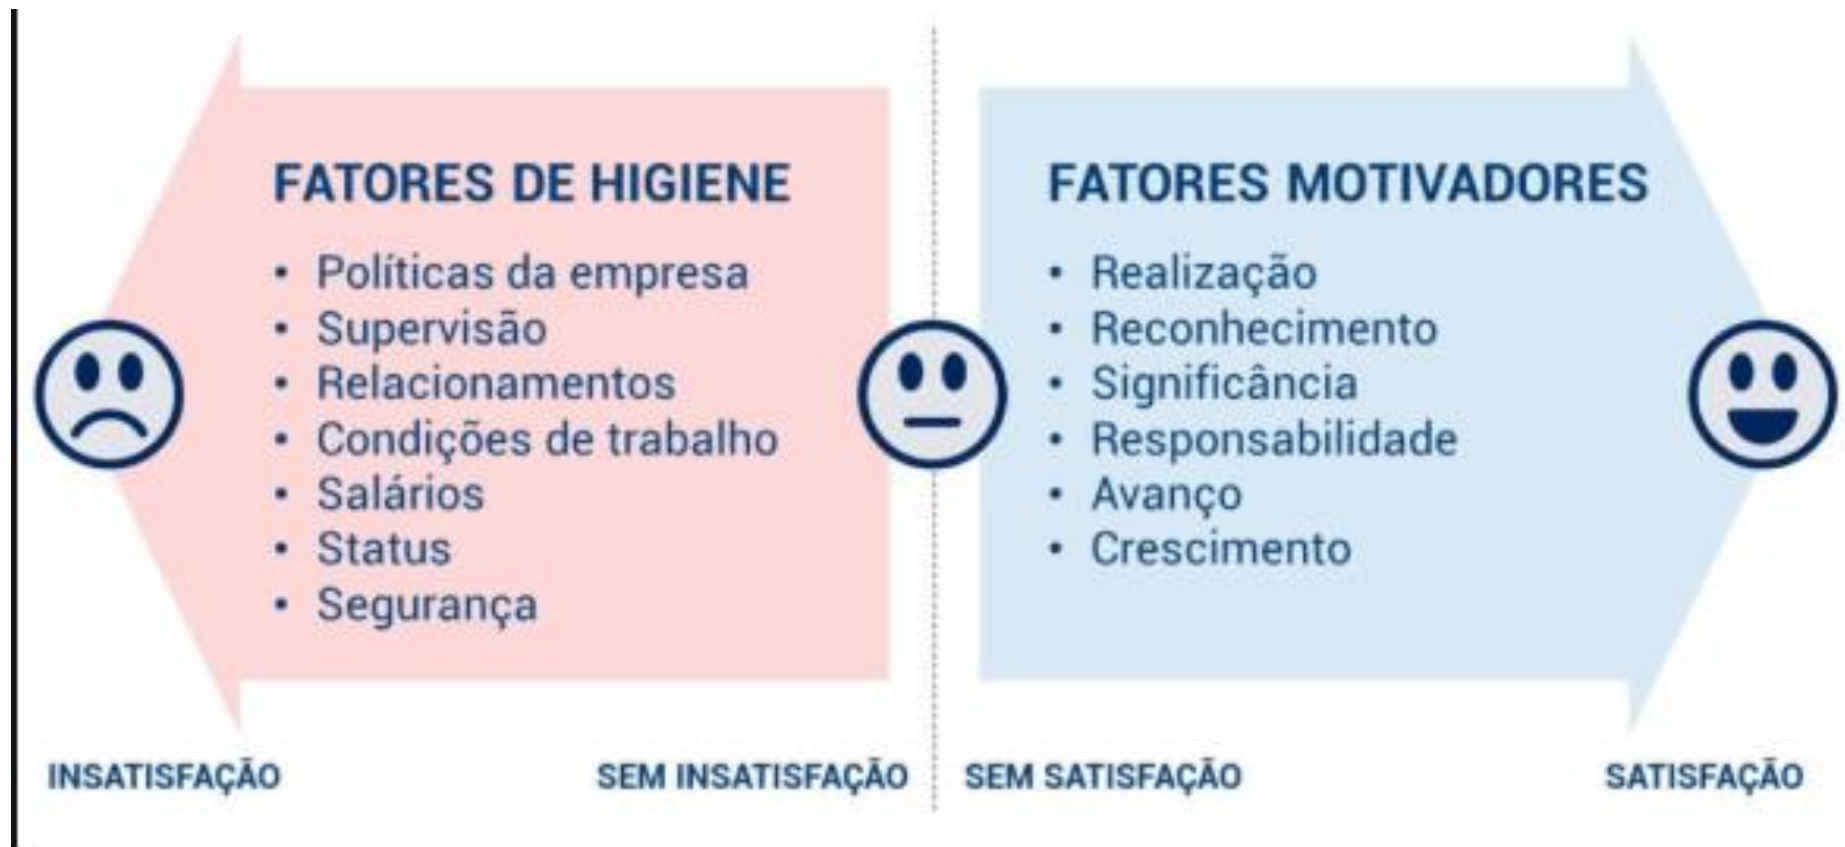 FATORES DE HIGIENE
• Políticas da empresa
• Supervisão
• Relacionamentos
• Condições de trabalho
• Salários
• Status
• Segurança
FATORES MOTIVADORES
• Realização
• Reconhecimento
• Significância
• Responsabilidade
• Avanço
• Crescimento
INSATISFAÇÃO
SEM INSATISFAÇÃO
SEM SATISFAÇÃO
SATISFAÇÃO